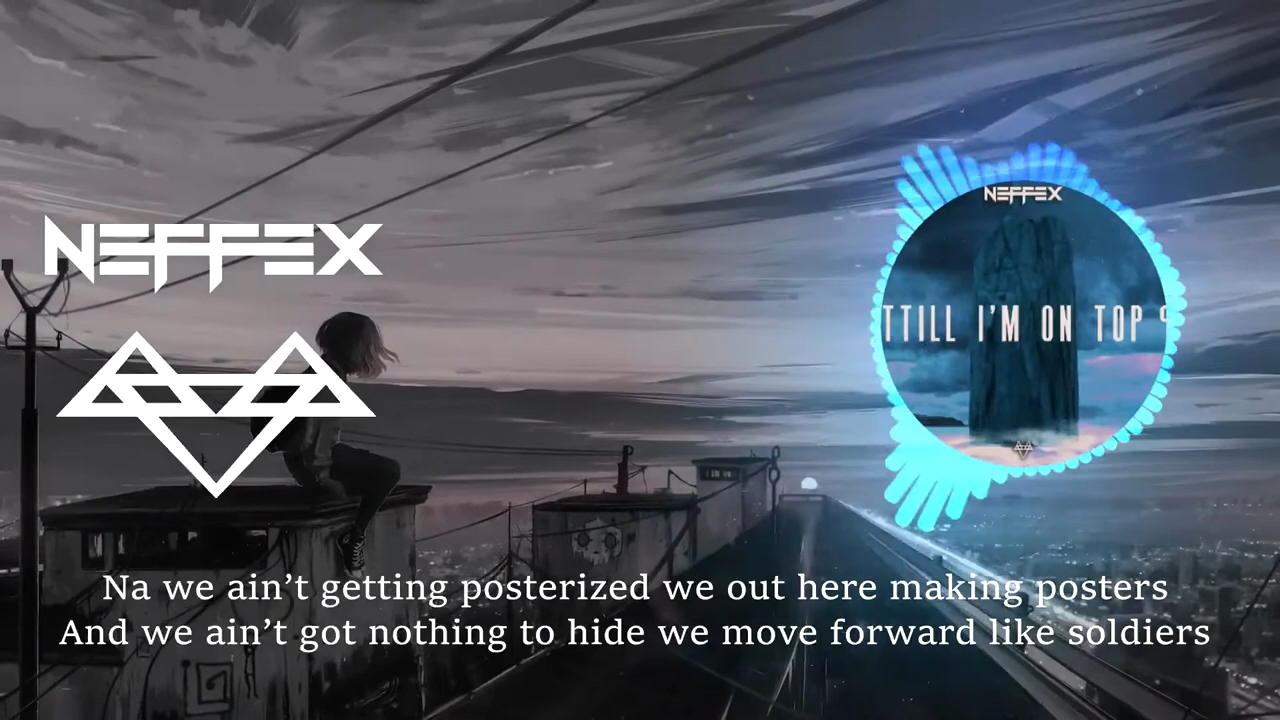 NEFFEX
NEFFEX
TTILL I'M ON TOP
Na we ain’t getting posterized we out here making posters
And we ain’t got nothing to hide we move forward like soldiers